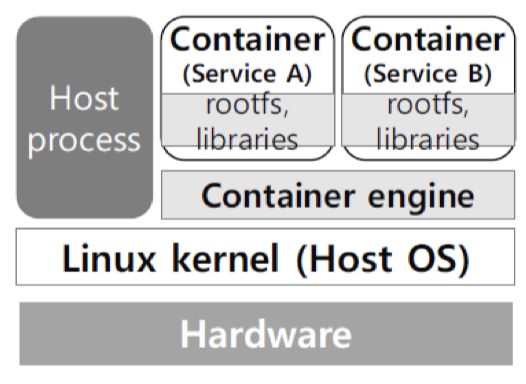 Host
process
Container
(Service A)
rootfs,
libraries
Container
(Service B)
rootfs,
libraries
Container engine
Linux kernel (Host OS)
Hardware